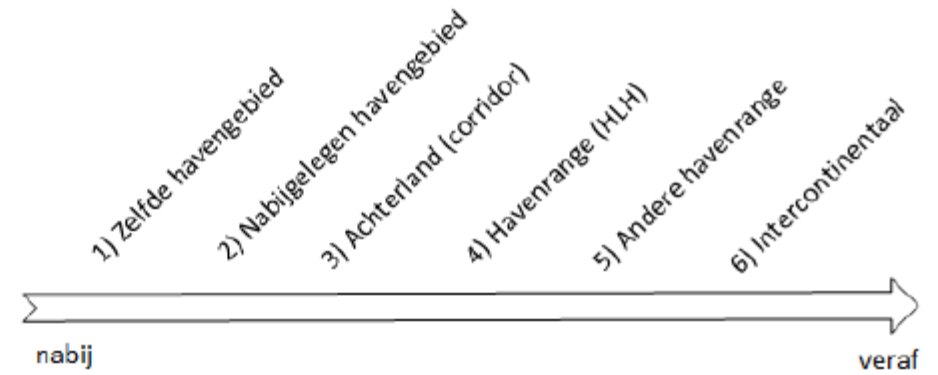 1) Zelfde havengebied
2) Nabijgelegen havengebied
3) Achterland (corridor)
4) Havenrange (HLH)
5) Andere havenrange
6) Intercontinentaal
nabij
veraf